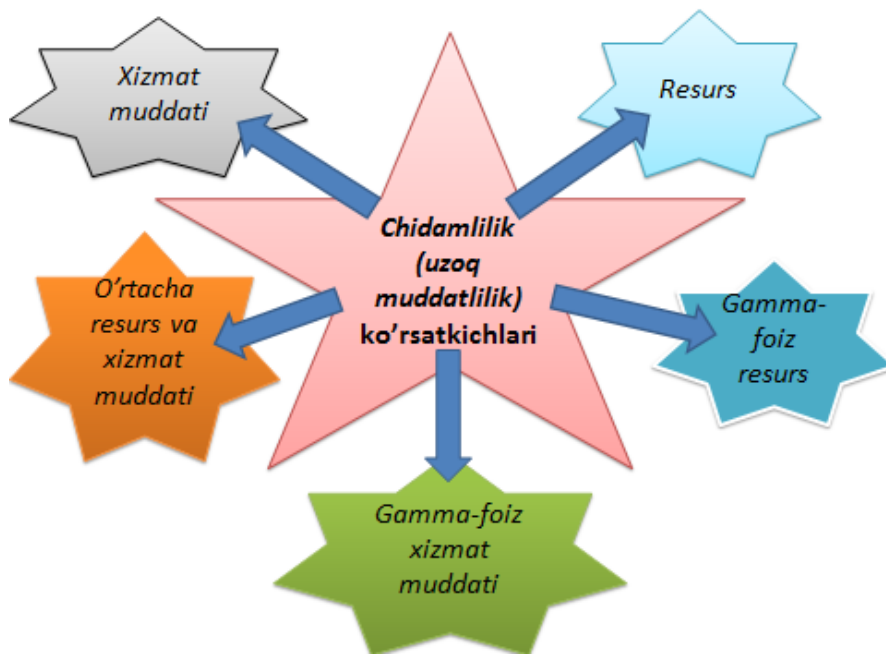 Xizmat
muddati
Resurs
Chidamlilik
(uzoq
muddatlilik)
ko’rsatkichlari
O’rtacha
resurs va
xizmat
muddati
Gamma-
foiz
resurs
Gamma-foiz
xizmat
muddati